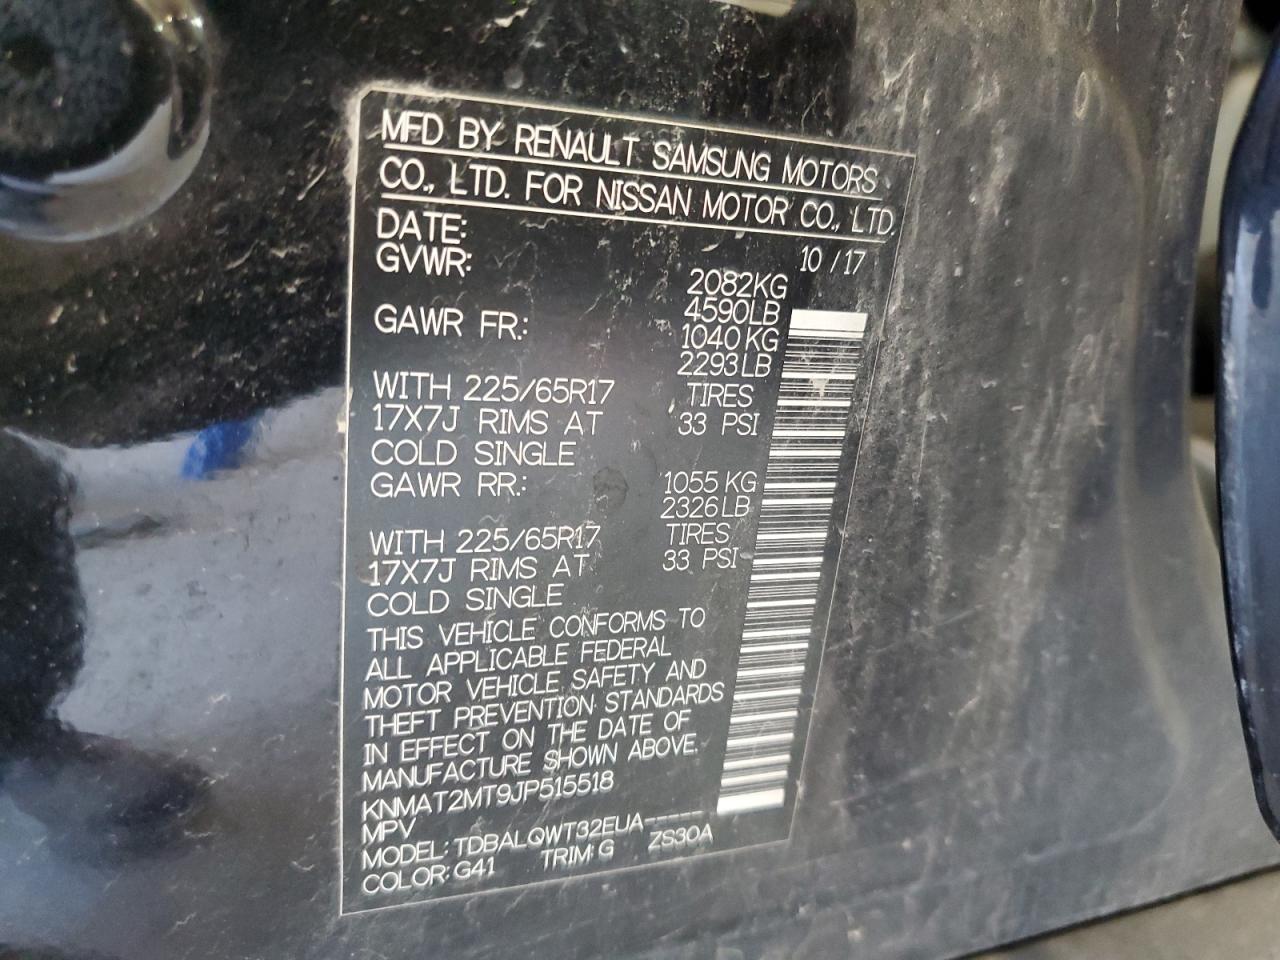 MFD BY RENAULT SAMSUNG MOTORS
CO., LTD. FOR NISSAN MOTOR CO., LTD.
DATE: 10 / 17
GVWR: 2082KG
4590LB
GAWR FR: 1040KG
2293LB
WITH 225/65R17 TIRES
17X7J RIMS AT 33 PSI
COLD SINGLE
GAWR RR: 1055 KG
2326LB
WITH 225/65R17 TIRES
17X7J RIMS AT 33 PSI
COLD SINGLE
THIS VEHICLE CONFORMS TO
ALL APPLICABLE FEDERAL
MOTOR VEHICLE SAFETY AND
THEFT PREVENTION STANDARDS
IN EFFECT ON THE DATE OF
MANUFACTURE SHOWN ABOVE.
KNMAT2MT9JP515518
MPV
MODEL: TDBALQWT32EUA-----
COLOR: G41 TRIM: G ZS30A